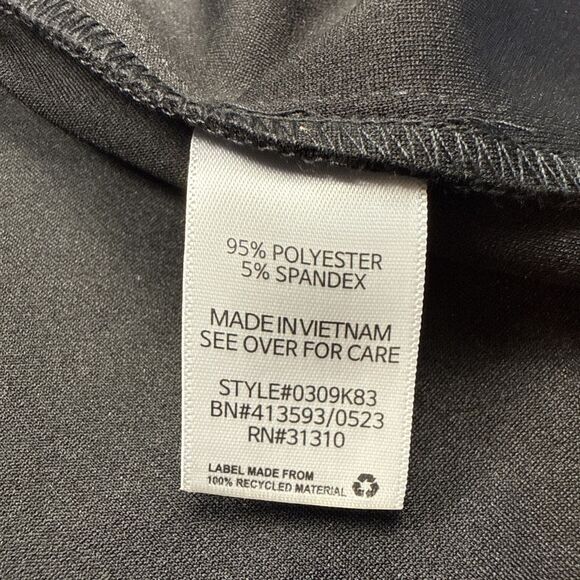 95% POLYESTER
5% SPANDEX
MADE IN VIETNAM
SEE OVER FOR CARE
STYLE#0309K83
BN#413593/0523
RN#31310
LABEL MADE FROM
100% RECYCLED MATERIAL